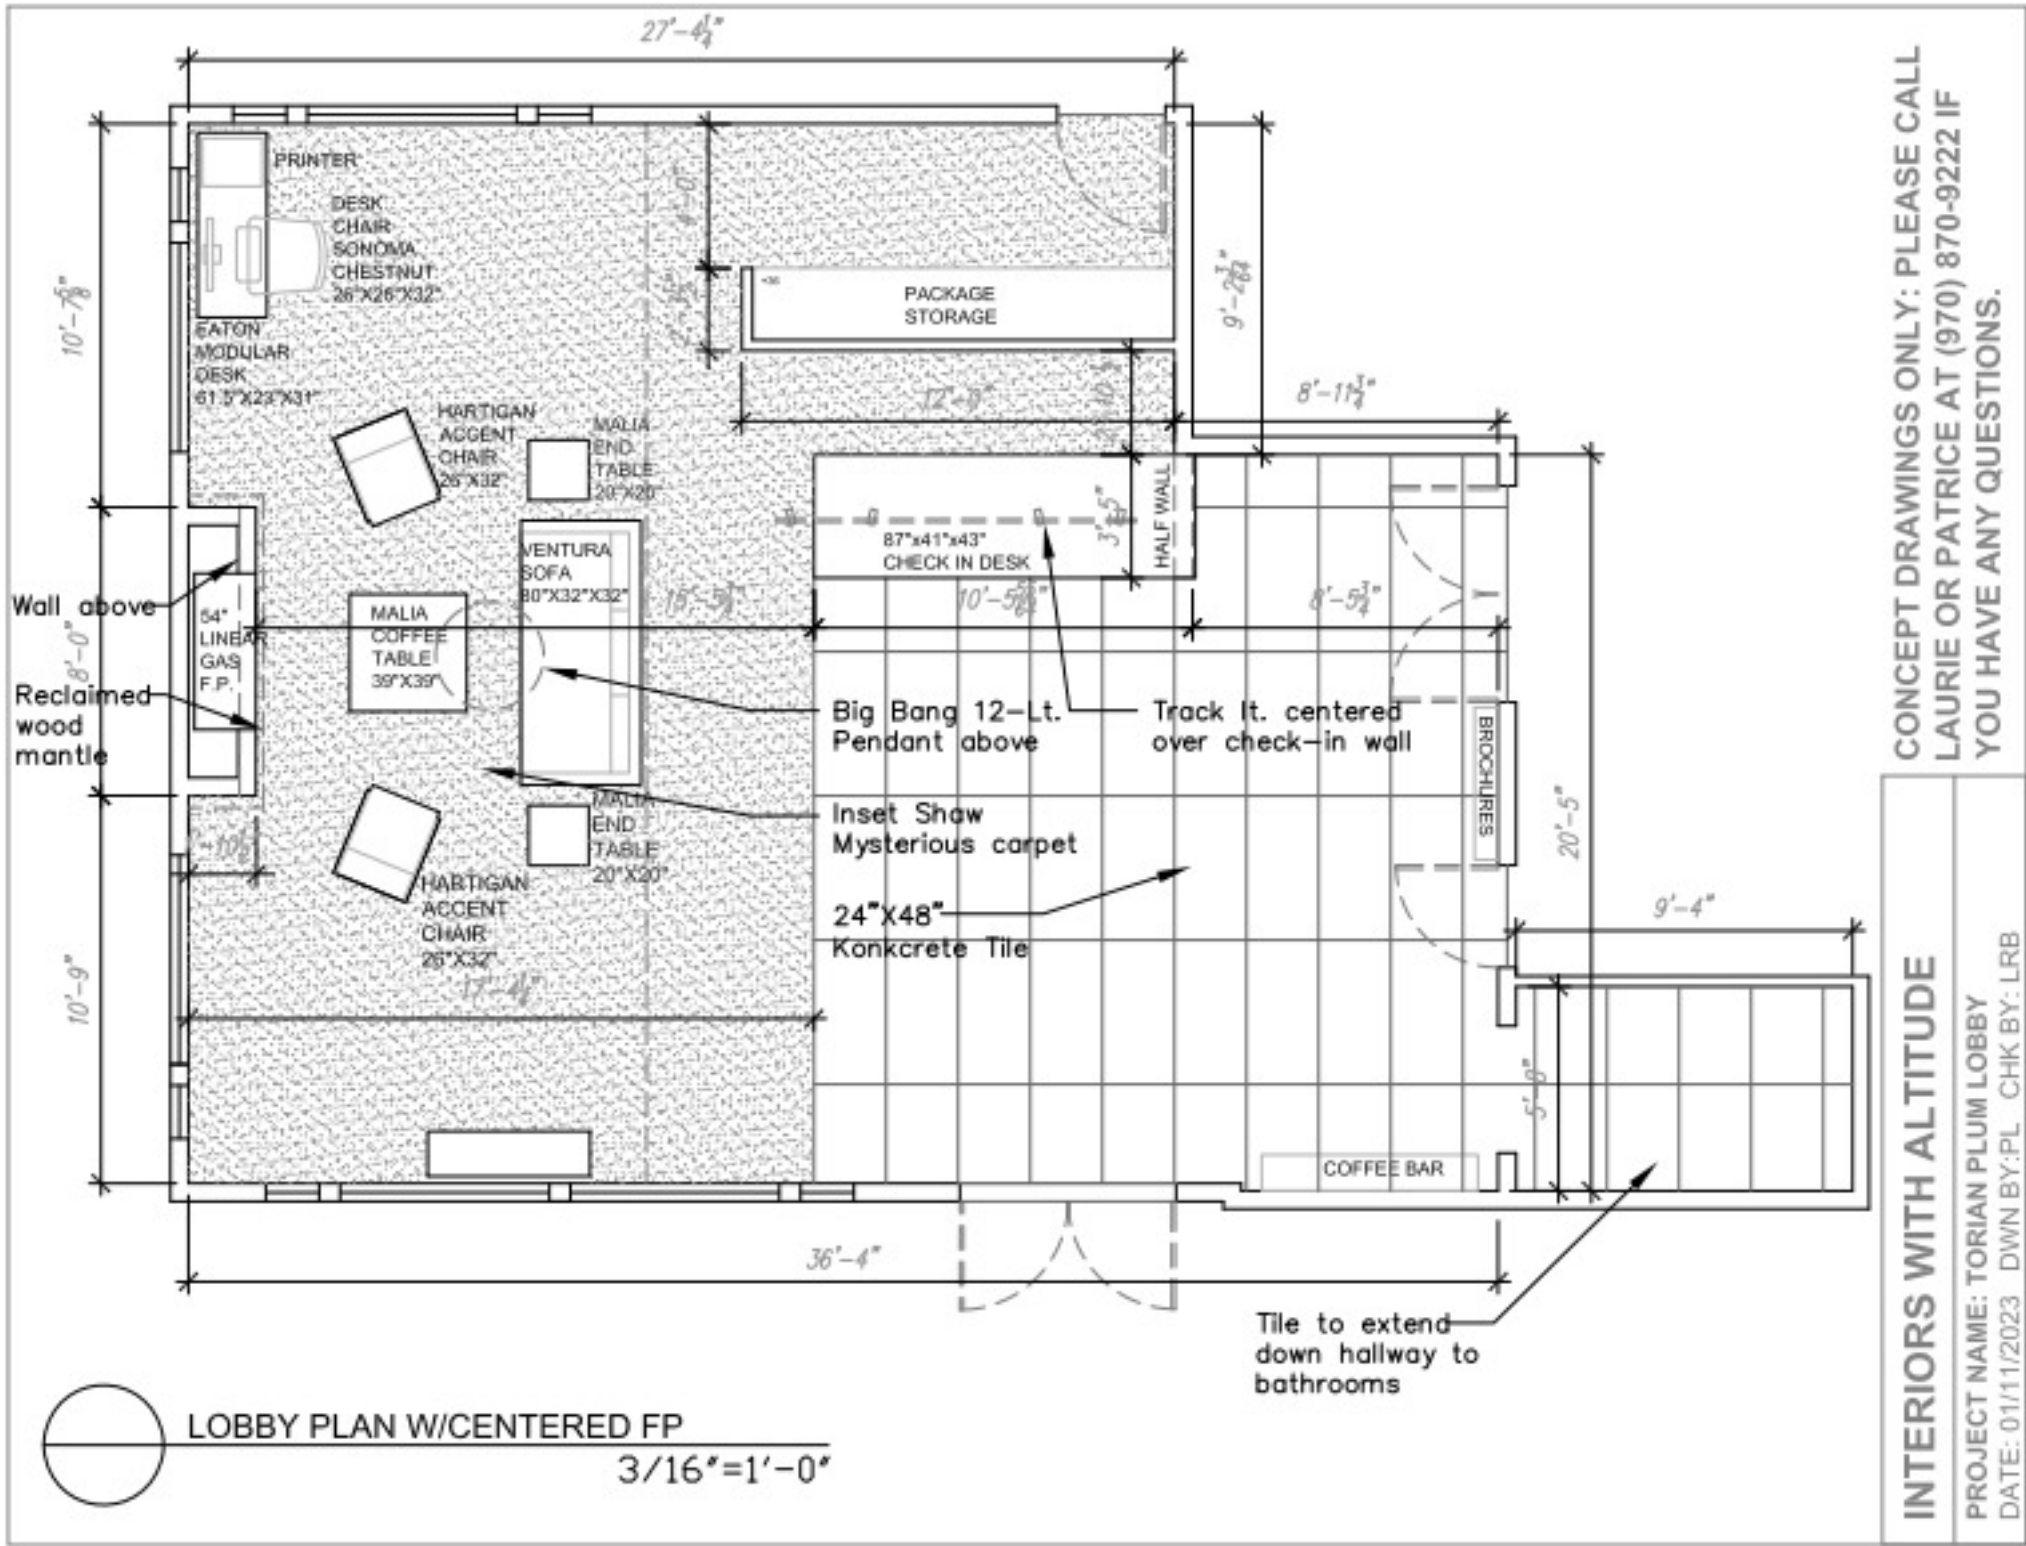 27'-4¼"
PRINTER
DESK
CHAIR
SONOMA
CHESTNUT
26"X26"X32"
EATON
MODULAR
DESK
61.5"X23"X31"
10'-7⅝"
4'-0"
PACKAGE
STORAGE
9'-2 3/64"
12'-0"
8'-11¾"
HARTIGAN
ACCENT
CHAIR
26"X32"
MALIA
END
TABLE
20"X20"
3'-5"
HALF WALL
87"x41"x43"
CHECK IN DESK
VENTURA
SOFA
80"X32"X32"
8'-5¾"
Wall above
54"
LINEAR
GAS
F.P.
8'-0"
MALIA
COFFEE
TABLE
39"X39"
Reclaimed
wood
mantle
Big Bang 12-Lt.
Pendant above
Track lt. centered
over check-in wall
BROCHURES
20'-5"
Inset Shaw
Mysterious carpet
MALIA
END
TABLE
20"X20"
HARTIGAN
ACCENT
CHAIR
26"X32"
24"X48"
Konkcrete Tile
9'-4"
10'-9"
17'-4¼"
5'-0"
COFFEE BAR
36'-4"
Tile to extend
down hallway to
bathrooms
LOBBY PLAN W/CENTERED FP
3/16"=1'-0"
CONCEPT DRAWINGS ONLY: PLEASE CALL
LAURIE OR PATRICE AT (970) 870-9222 IF
YOU HAVE ANY QUESTIONS.
INTERIORS WITH ALTITUDE
PROJECT NAME: TORIAN PLUM LOBBY
DATE: 01/11/2023 DWN BY:PL CHK BY: LRB